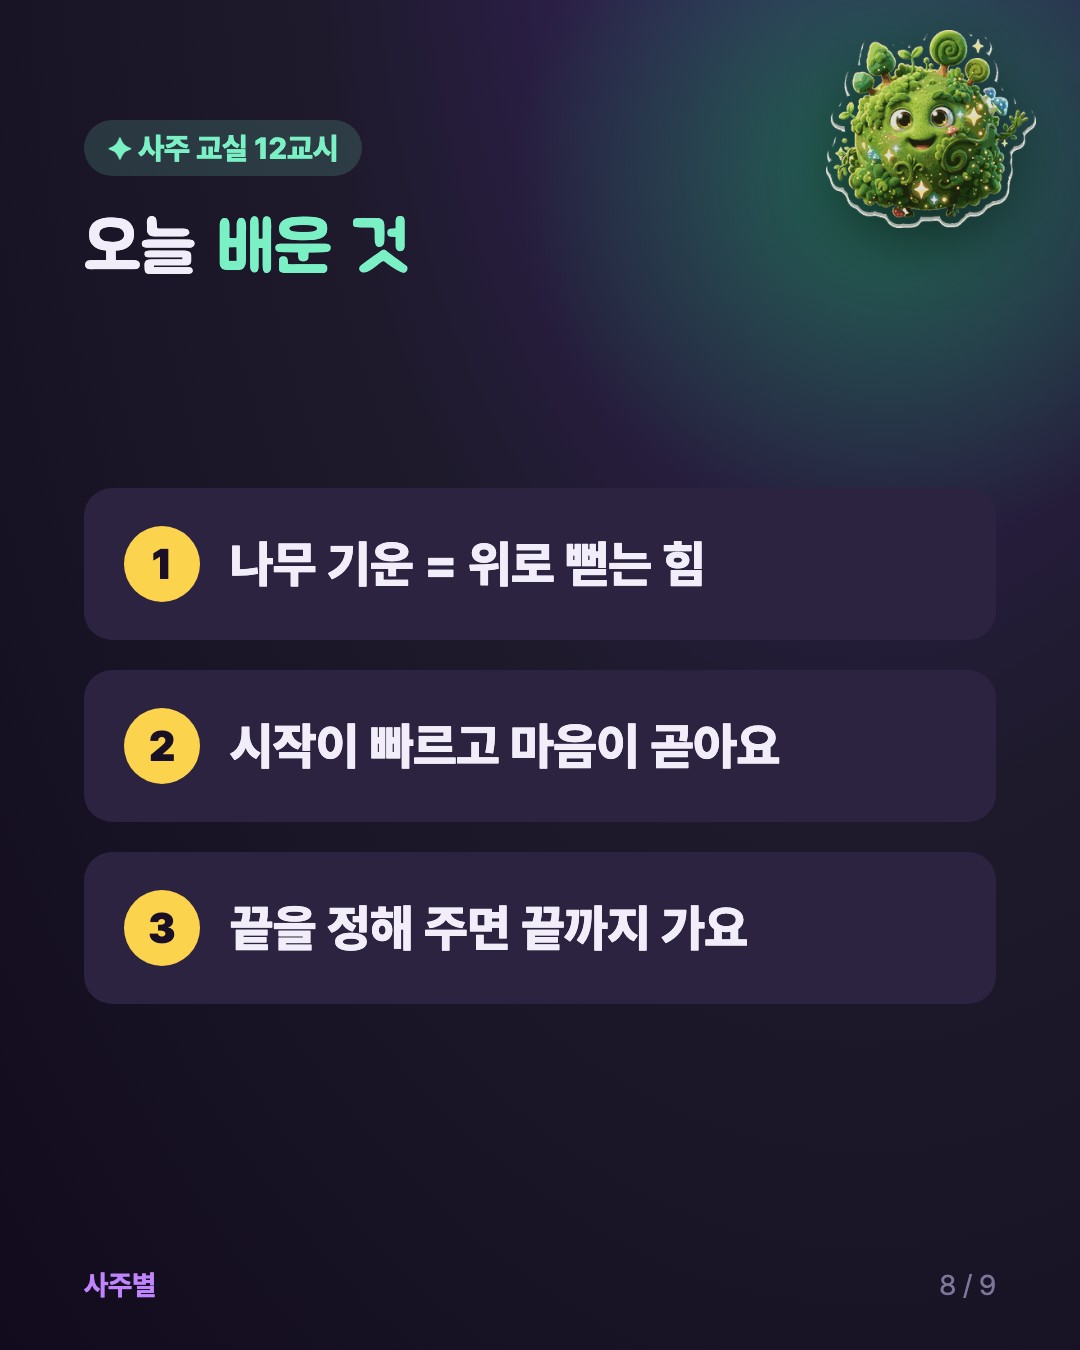 ✦ 사주 교실 12교시
오늘 배운 것
1 나무 기운 = 위로 뻗는 힘
2 시작이 빠르고 마음이 곧아요
3 끝을 정해 주면 끝까지 가요
사주별
8 / 9